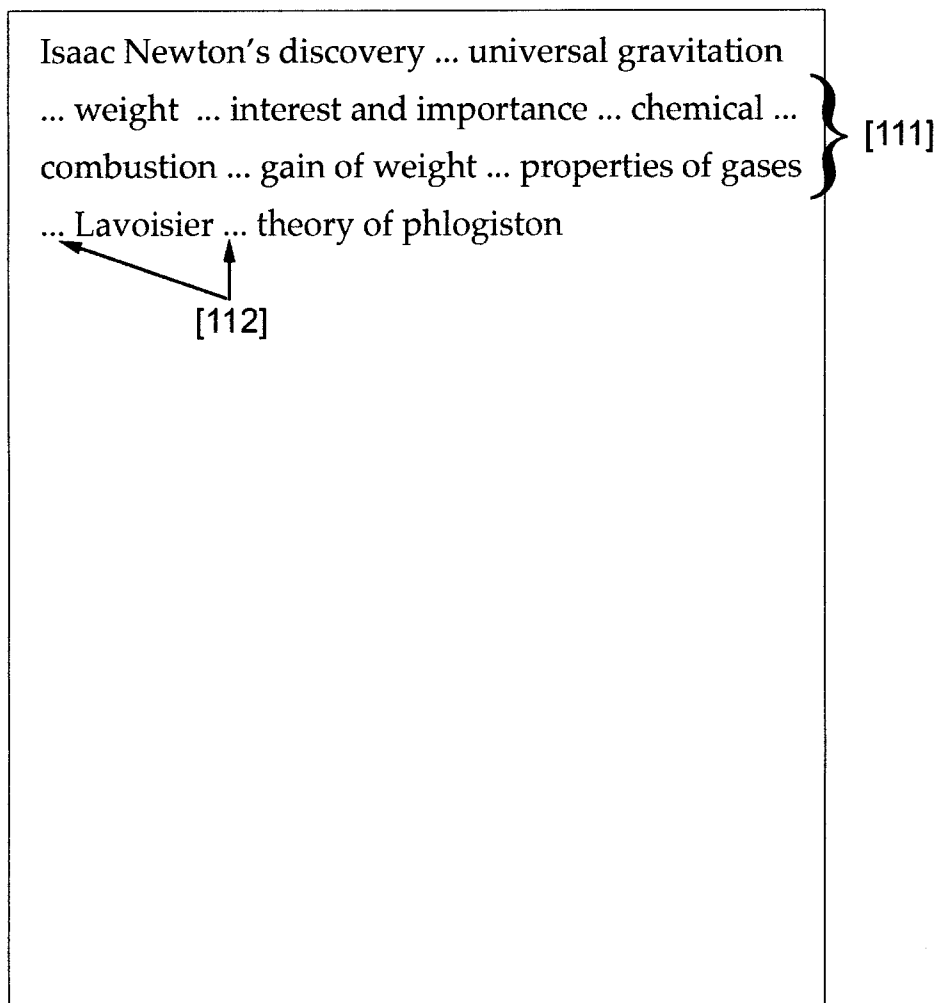 Isaac Newton's discovery ... universal gravitation
... weight ... interest and importance ... chemical ...
[111]
combustion ... gain of weight ... properties of gases
... Lavoisier ... theory of phlogiston
[112]